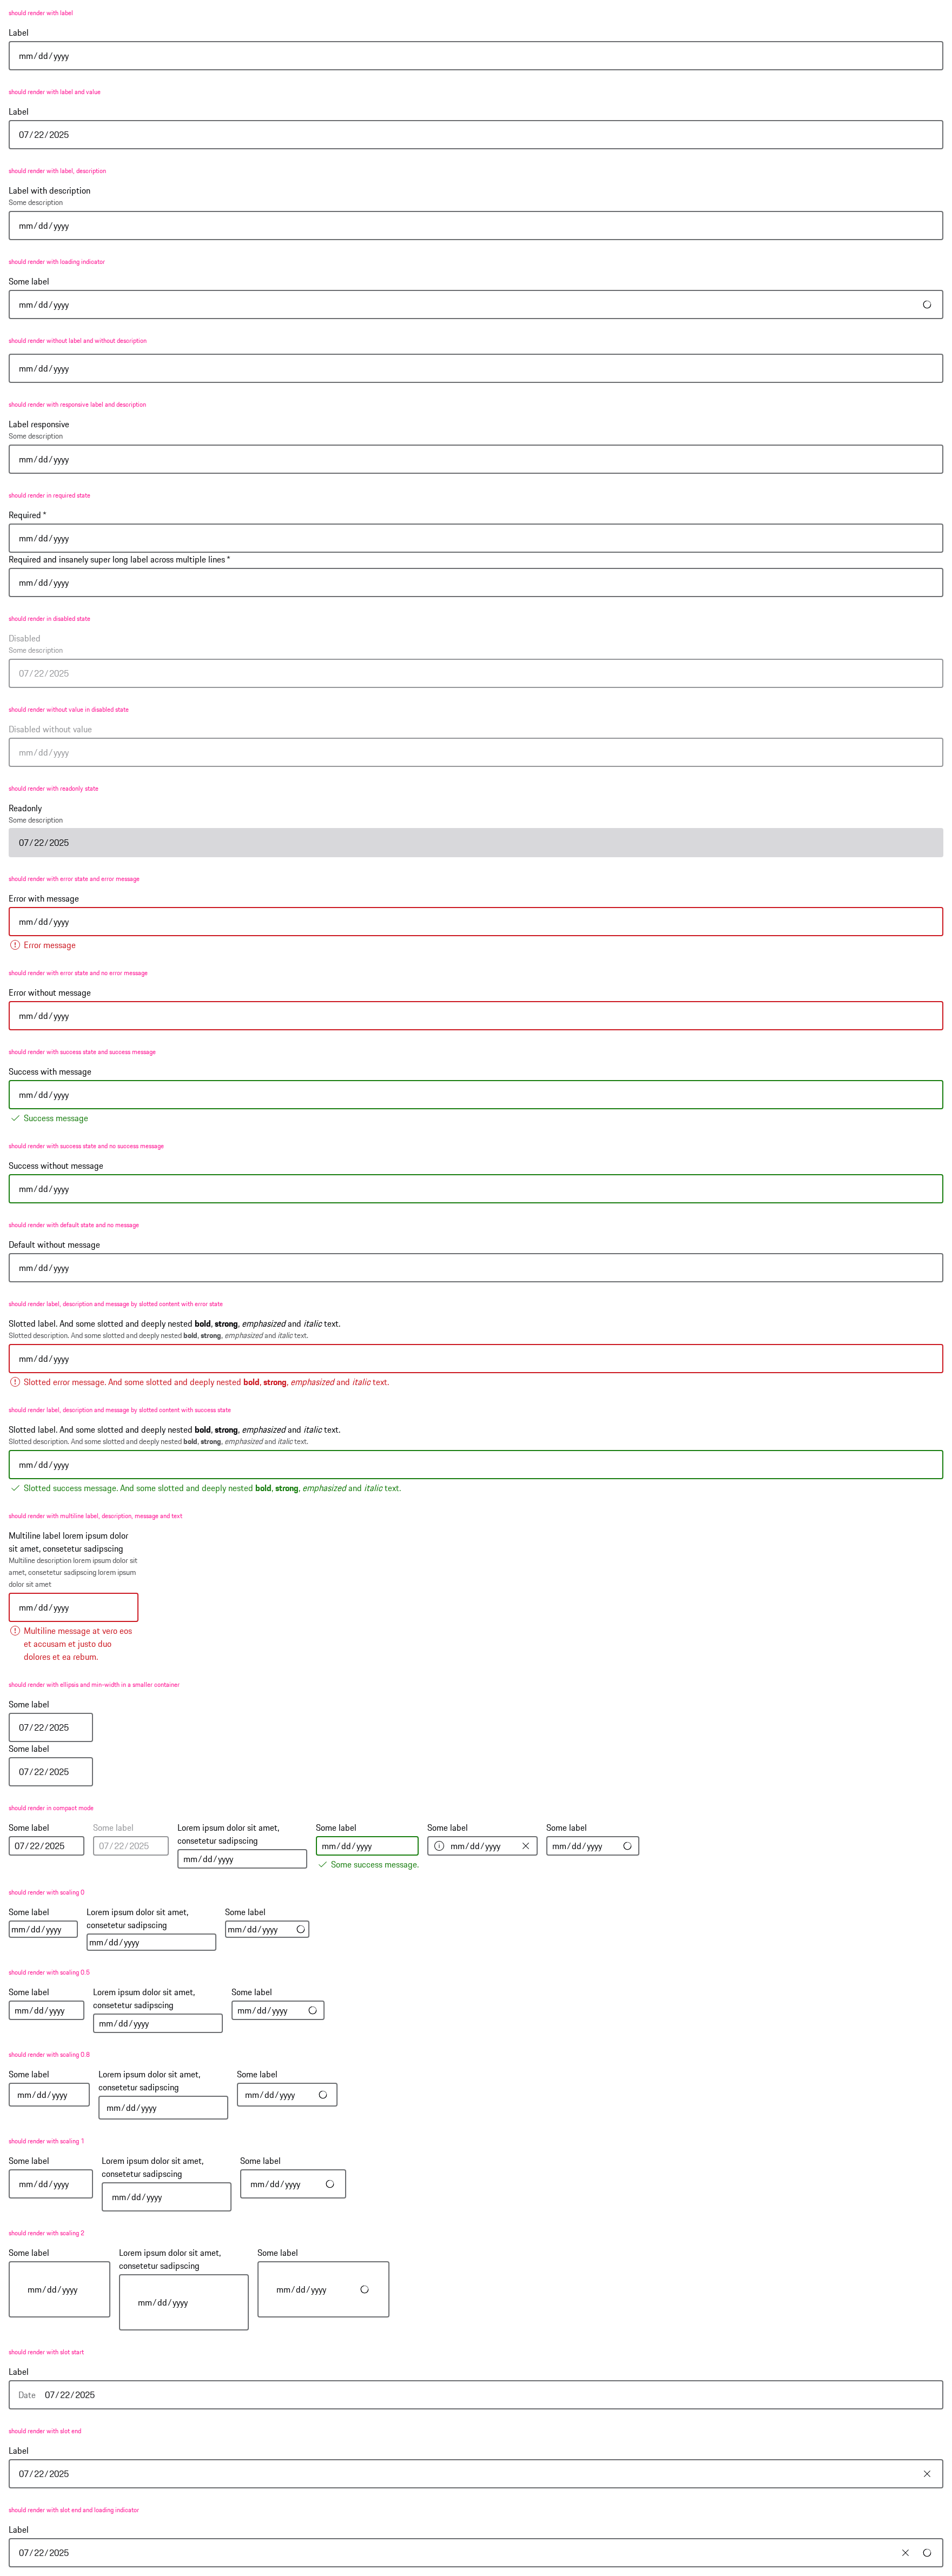 should render with label
Label
mm/dd/yyyy
should render with label and value
Label
07/22/2025
should render with label, description
Label with description
Some description
mm/dd/yyyy
should render with loading indicator
Some label
mm/dd/yyyy
should render without label and without description
mm/dd/yyyy
should render with responsive label and description
Label responsive
Some description
mm/dd/yyyy
should render in required state
Required *
mm/dd/yyyy
Required and insanely super long label across multiple lines *
mm/dd/yyyy
should render in disabled state
Disabled
Some description
07/22/2025
should render without value in disabled state
Disabled without value
mm/dd/yyyy
should render with readonly state
Readonly
Some description
07/22/2025
should render with error state and error message
Error with message
mm/dd/yyyy
Error message
should render with error state and no error message
Error without message
mm/dd/yyyy
should render with success state and success message
Success with message
mm/dd/yyyy
Success message
should render with success state and no success message
Success without message
mm/dd/yyyy
should render with default state and no message
Default without message
mm/dd/yyyy
should render label, description and message by slotted content with error state
Slotted label. And some slotted and deeply nested bold, strong, emphasized and italic text.
Slotted description. And some slotted and deeply nested bold, strong, emphasized and italic text.
mm/dd/yyyy
Slotted error message. And some slotted and deeply nested bold, strong, emphasized and italic text.
should render label, description and message by slotted content with success state
Slotted label. And some slotted and deeply nested bold, strong, emphasized and italic text.
Slotted description. And some slotted and deeply nested bold, strong, emphasized and italic text.
mm/dd/yyyy
Slotted success message. And some slotted and deeply nested bold, strong, emphasized and italic text.
should render with multiline label, description, message and text
Multiline label lorem ipsum dolor
sit amet, consetetur sadipscing
Multiline description lorem ipsum dolor sit
amet, consetetur sadipscing lorem ipsum
dolor sit amet
mm/dd/yyyy
Multiline message at vero eos
et accusam et justo duo
dolores et ea rebum.
should render with ellipsis and min-width in a smaller container
Some label
07/22/2025
Some label
07/22/2025
should render in compact mode
Some label
07/22/2025
Some label
07/22/2025
Lorem ipsum dolor sit amet,
consetetur sadipscing
mm/dd/yyyy
Some label
mm/dd/yyyy
Some success message.
Some label
mm/dd/yyyy
Some label
mm/dd/yyyy
should render with scaling 0
Some label
mm/dd/yyyy
Lorem ipsum dolor sit amet,
consetetur sadipscing
mm/dd/yyyy
Some label
mm/dd/yyyy
should render with scaling 0.5
Some label
mm/dd/yyyy
Lorem ipsum dolor sit amet,
consetetur sadipscing
mm/dd/yyyy
Some label
mm/dd/yyyy
should render with scaling 0.8
Some label
mm/dd/yyyy
Lorem ipsum dolor sit amet,
consetetur sadipscing
mm/dd/yyyy
Some label
mm/dd/yyyy
should render with scaling 1
Some label
mm/dd/yyyy
Lorem ipsum dolor sit amet,
consetetur sadipscing
mm/dd/yyyy
Some label
mm/dd/yyyy
should render with scaling 2
Some label
mm/dd/yyyy
Lorem ipsum dolor sit amet,
consetetur sadipscing
mm/dd/yyyy
Some label
mm/dd/yyyy
should render with slot start
Label
Date 07/22/2025
should render with slot end
Label
07/22/2025
should render with slot end and loading indicator
Label
07/22/2025